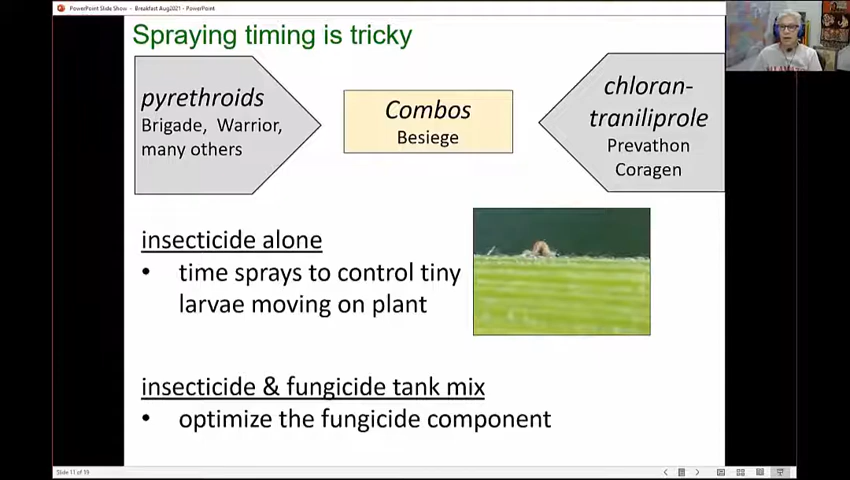 PowerPoint Slide Show - Breakfast Aug2021 - PowerPoint
Spraying timing is tricky
pyrethroids
Brigade, Warrior,
many others
Combos
Besiege
chloran-
traniliprole
Prevathon
Coragen
insecticide alone
• time sprays to control tiny
larvae moving on plant
insecticide & fungicide tank mix
• optimize the fungicide component
Slide 11 of 19